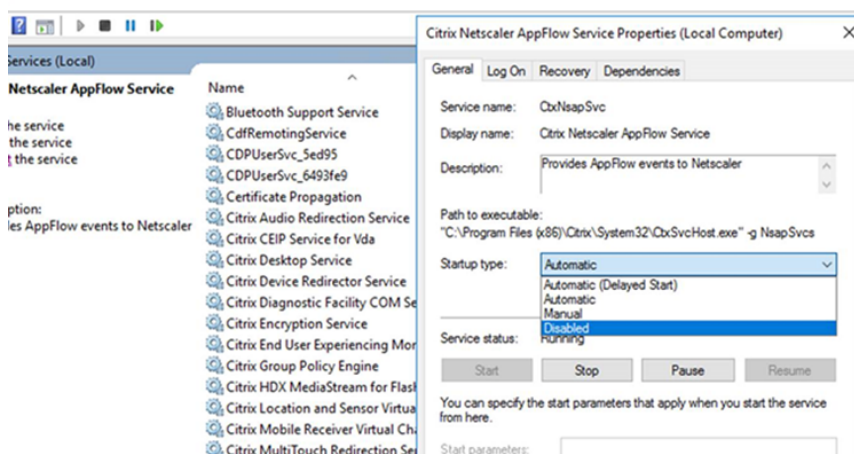 Services (Local)
Netscaler AppFlow Service
he service
the service
t the service
ption:
les AppFlow events to Netscaler
Name
Bluetooth Support Service
CdfRemotingService
CDPUserSvc_5ed95
CDPUserSvc_6493fe9
Certificate Propagation
Citrix Audio Redirection Service
Citrix CEIP Service for Vda
Citrix Desktop Service
Citrix Device Redirector Service
Citrix Diagnostic Facility COM Se
Citrix Encryption Service
Citrix End User Experiencing Mor
Citrix Group Policy Engine
Citrix HDX MediaStream for Flash
Citrix Location and Sensor Virtua
Citrix Mobile Receiver Virtual Cha
Citrix MultiTouch Redirection Ser
Citrix Netscaler AppFlow Service Properties (Local Computer)
General Log On Recovery Dependencies
Service name: CtxNsapSvc
Display name: Citrix Netscaler AppFlow Service
Description: Provides AppFlow events to Netscaler
Path to executable:
"C:\Program Files (x86)\Citrix\System32\CtxSvcHost.exe" -g NsapSvcs
Startup type: Automatic
Automatic (Delayed Start)
Automatic
Manual
Disabled
Service status: Running
Start Stop Pause Resume
You can specify the start parameters that apply when you start the service
from here.
Start parameters: